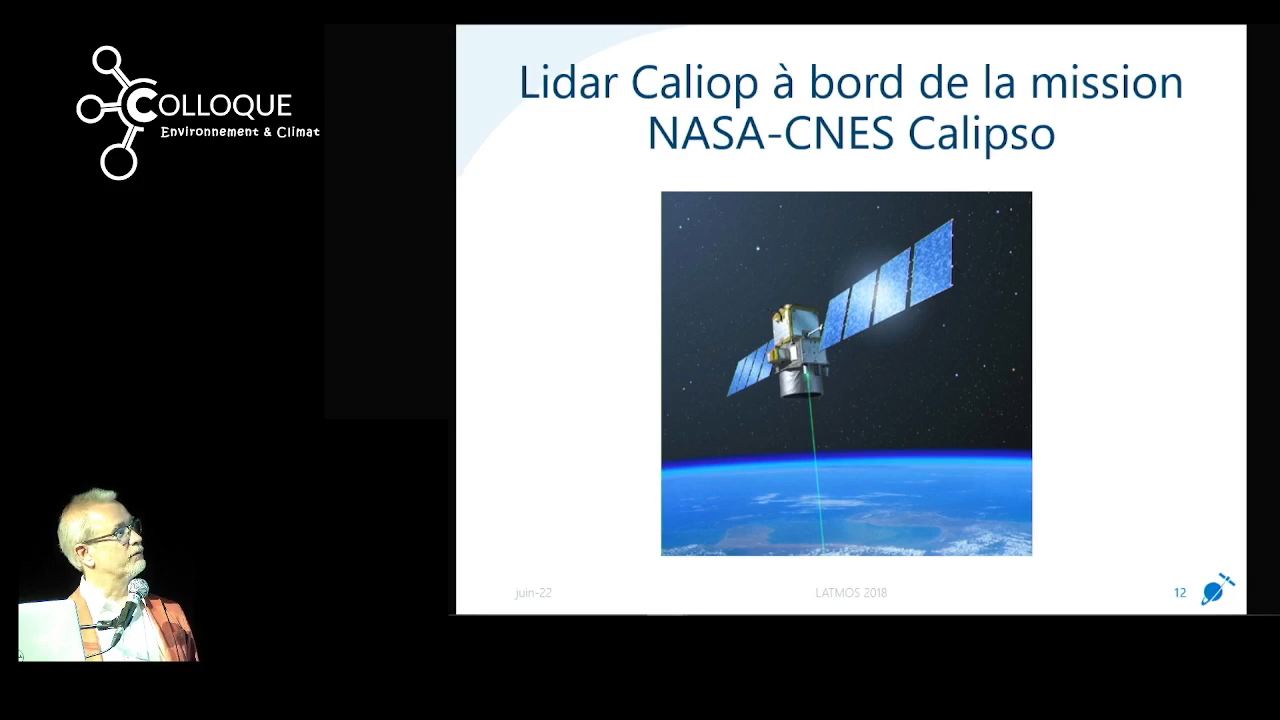 COLLOQUE
Environnement & Climat
Lidar Caliop à bord de la mission
NASA-CNES Calipso
juin-22
LATMOS 2018
12